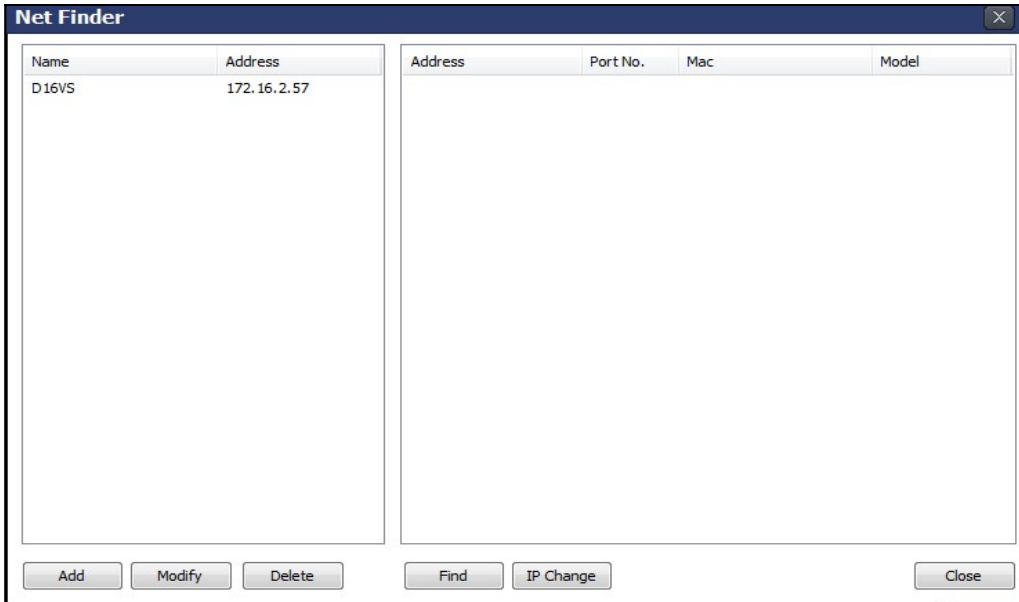 Net Finder
Name Address
D16VS 172.16.2.57
Address Port No. Mac Model
Add Modify Delete Find IP Change Close